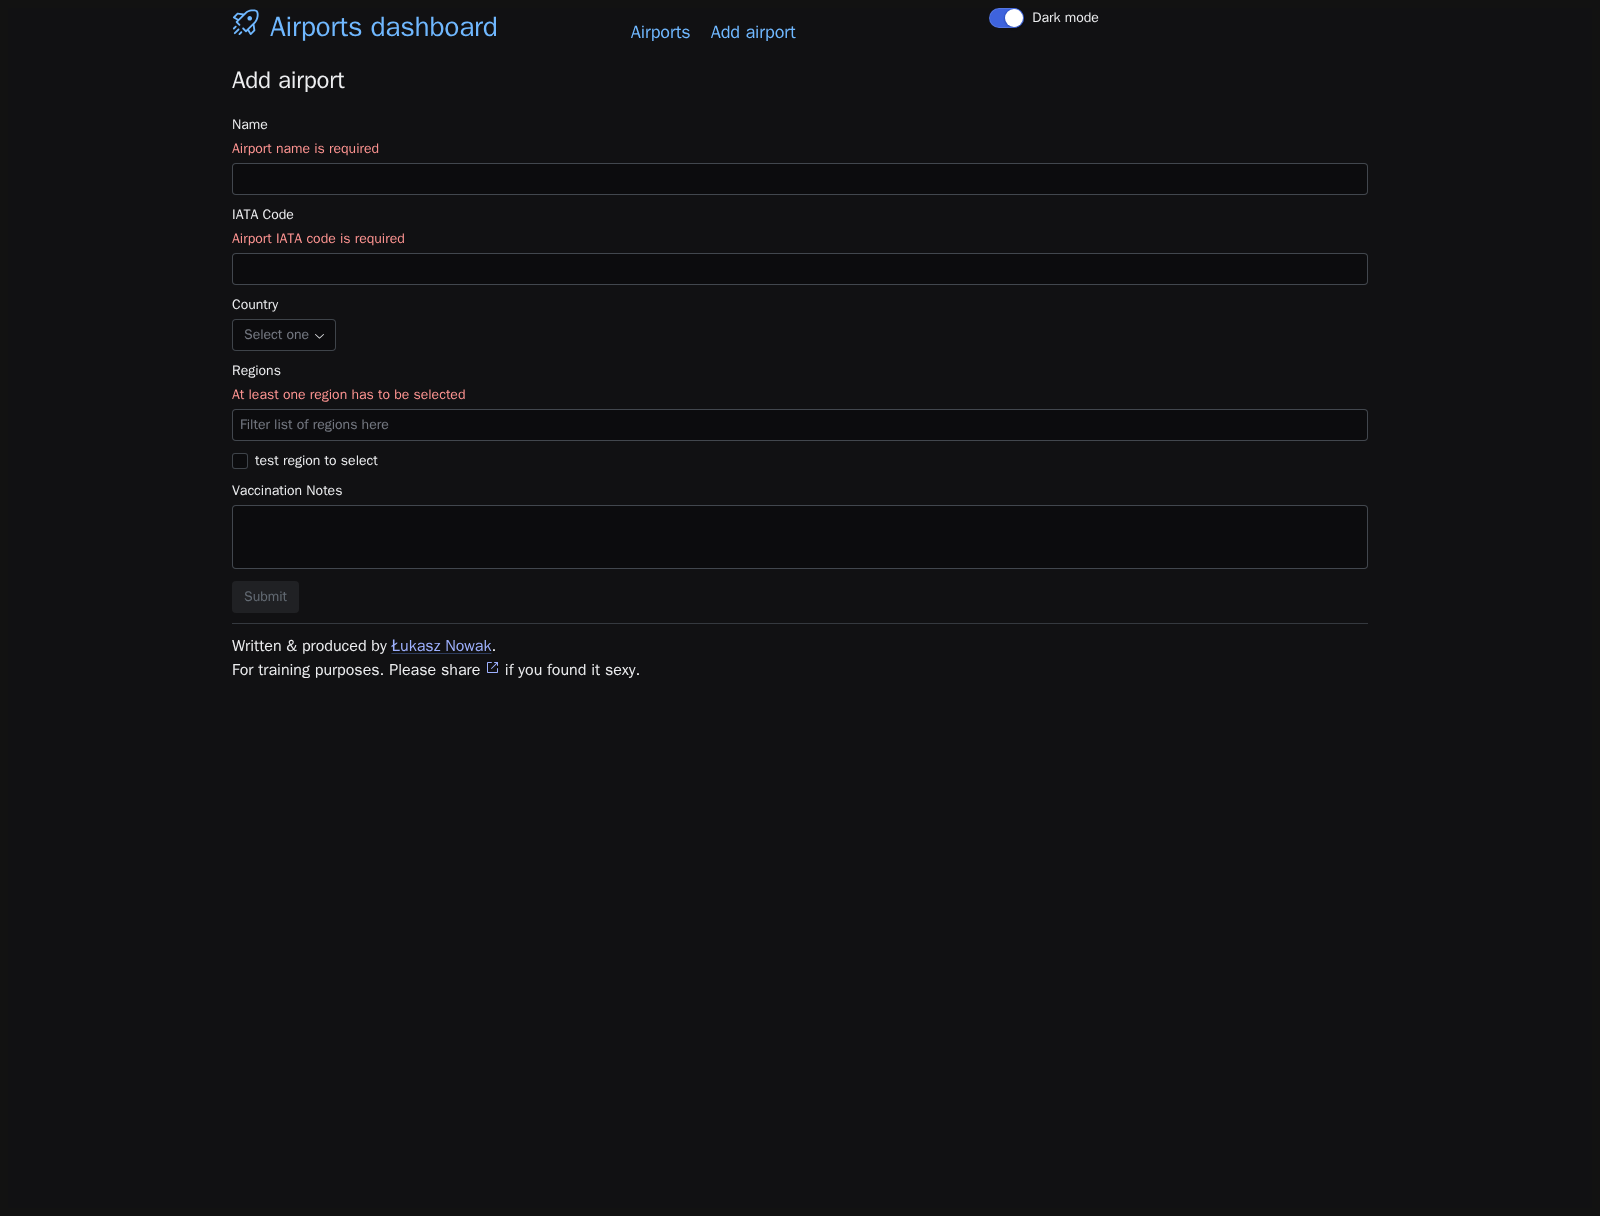 Airports dashboard
Airports
Add airport
Dark mode
Add airport
Name
Airport name is required
IATA Code
Airport IATA code is required
Country
Select one
Regions
At least one region has to be selected
Filter list of regions here
test region to select
Vaccination Notes
Submit
Written & produced by Łukasz Nowak.
For training purposes. Please share if you found it sexy.